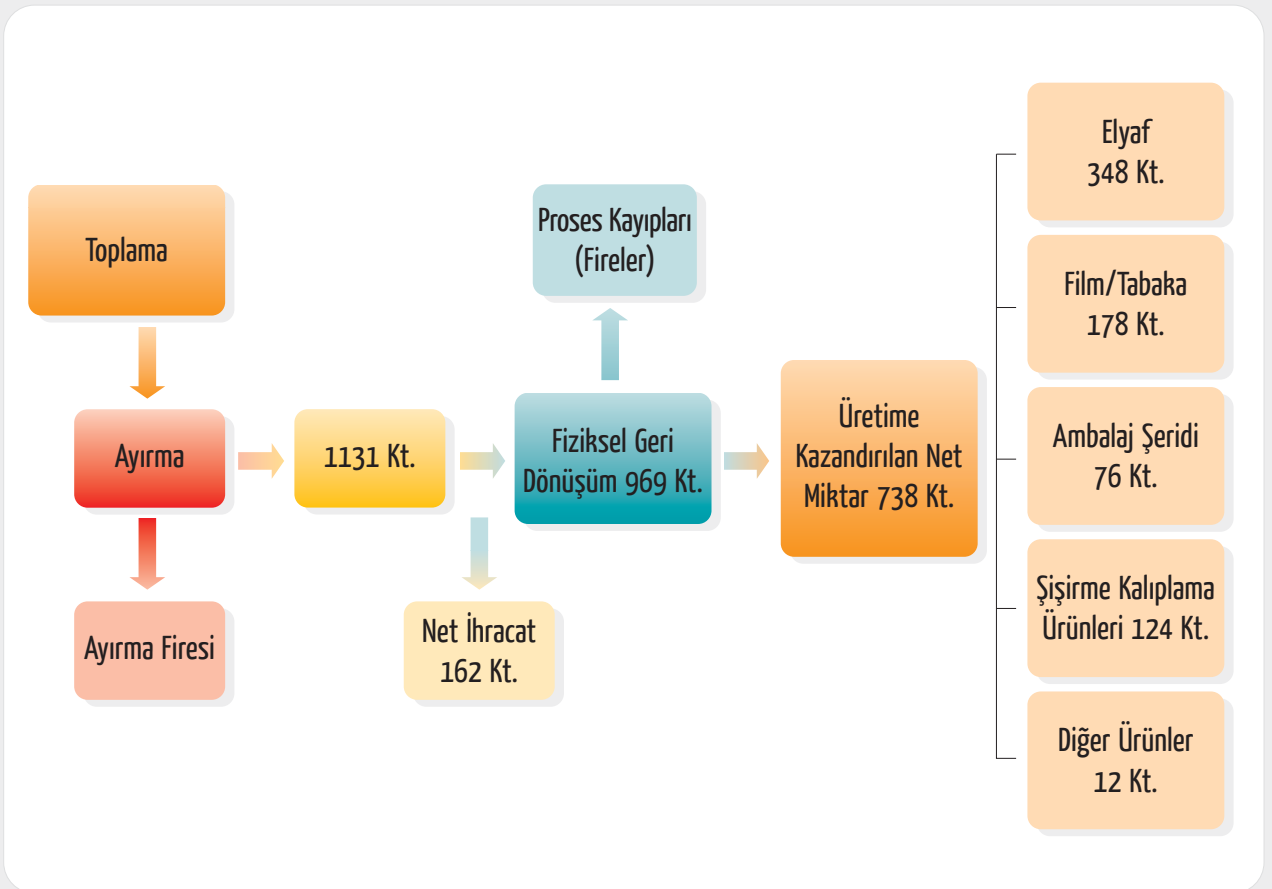 Toplama
Ayırma
Ayırma Firesi
1131 Kt.
Net İhracat
162 Kt.
Proses Kayıpları
(Fireler)
Fiziksel Geri
Dönüşüm 969 Kt.
Üretime
Kazandırılan Net
Miktar 738 Kt.
Elyaf
348 Kt.
Film/Tabaka
178 Kt.
Ambalaj Şeridi
76 Kt.
Şişirme Kalıplama
Ürünleri 124 Kt.
Diğer Ürünler
12 Kt.